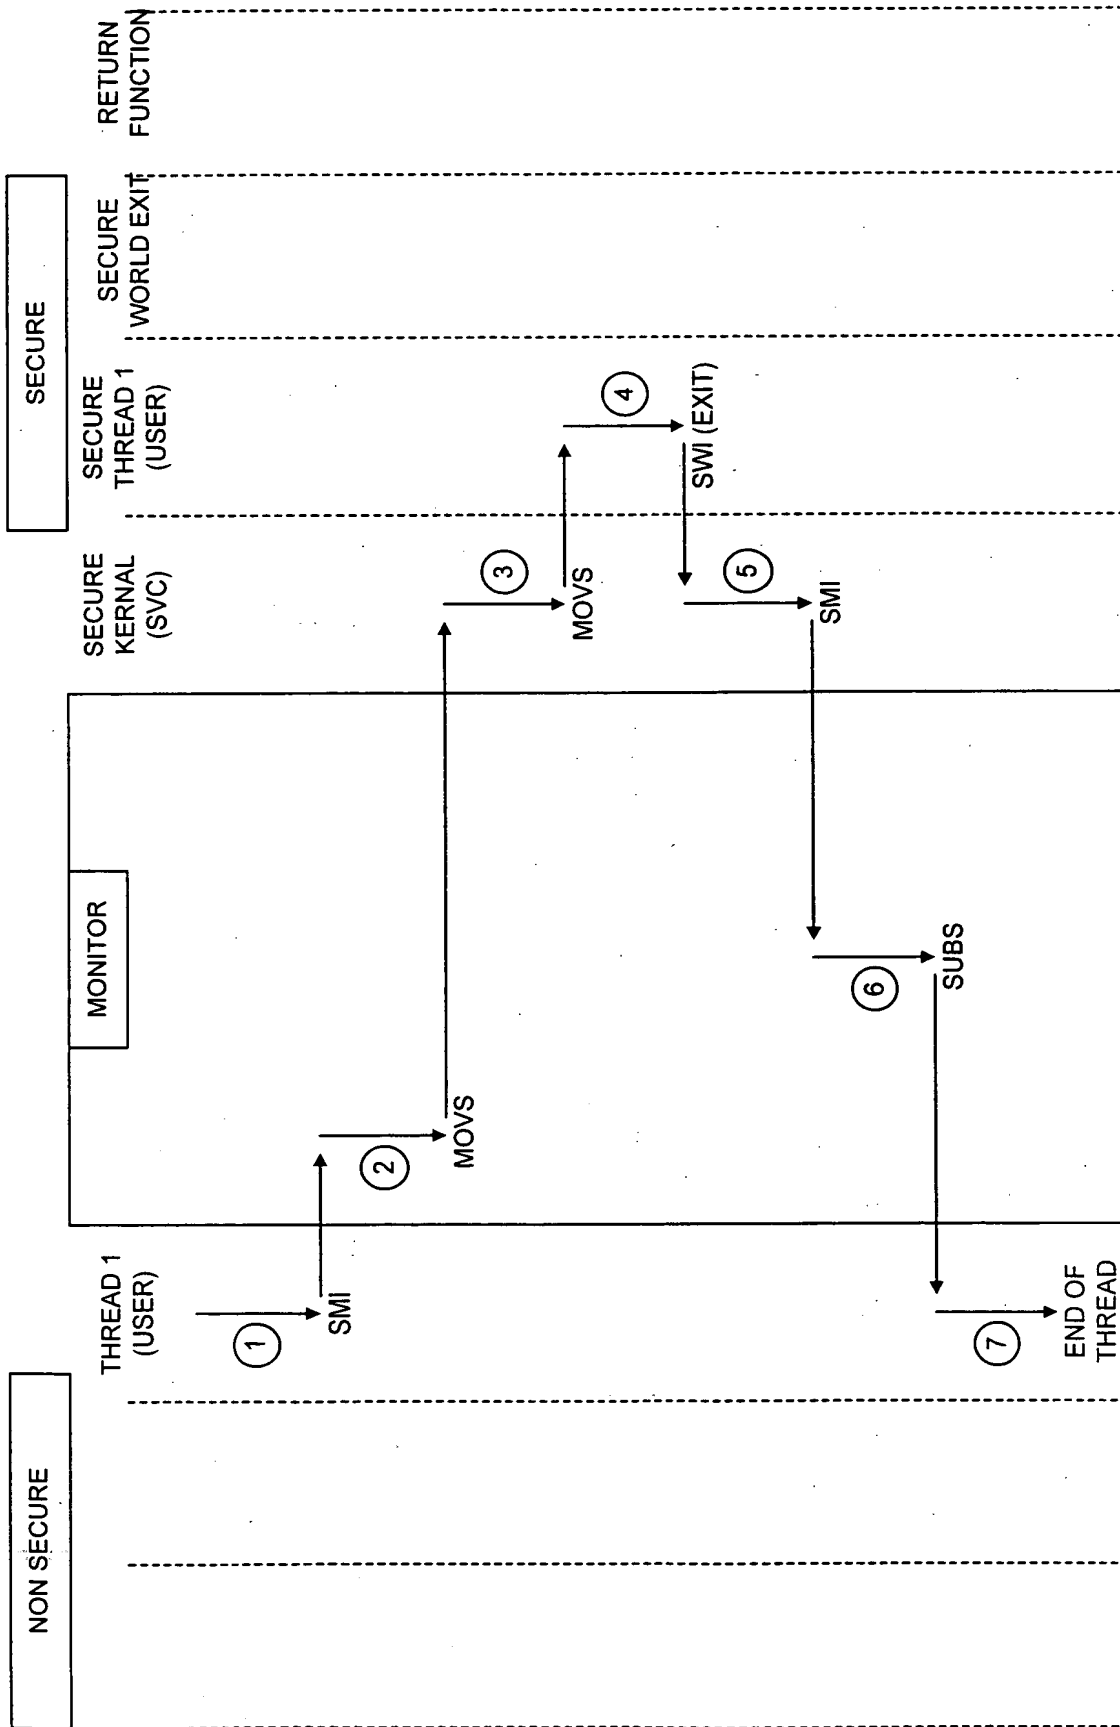 NON SECURE
MONITOR
SECURE
THREAD 1
(USER)
SECURE
KERNAL
(SVC)
SECURE
THREAD 1
(USER)
SECURE
WORLD EXIT
RETURN
FUNCTION
1
SMI
2
MOVS
3
MOVS
4
SWI (EXIT)
5
SMI
6
SUBS
7
END OF
THREAD